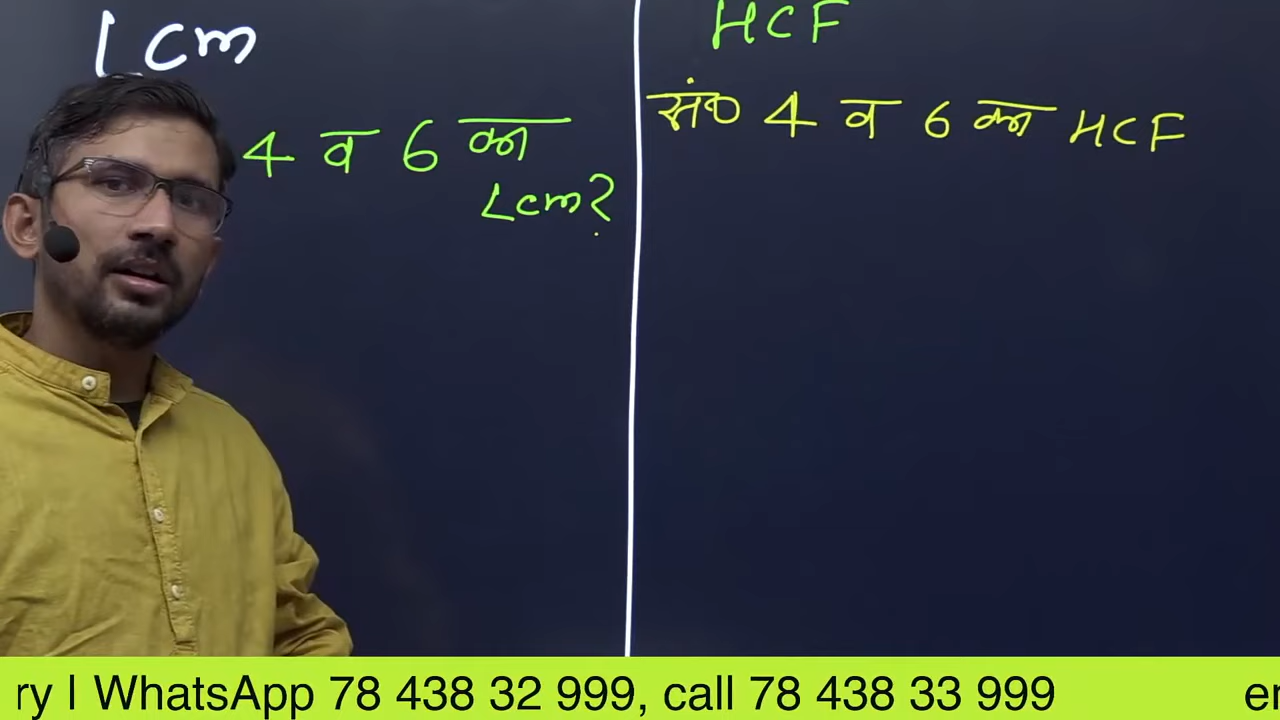 Lcm
4 व 6 का
Lcm?
HCF
सं० 4 व 6 का HCF
ry I WhatsApp 78 438 32 999, call 78 438 33 999 er